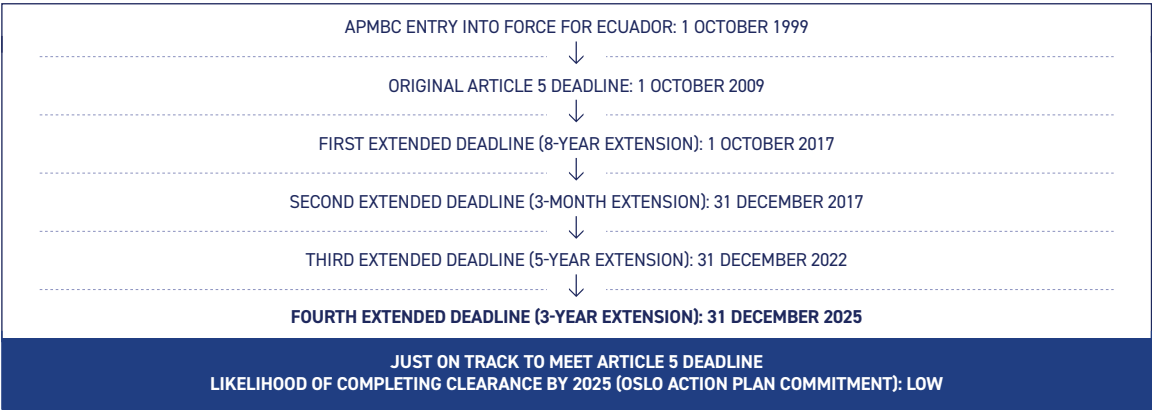 APMBC ENTRY INTO FORCE FOR ECUADOR: 1 OCTOBER 1999
ORIGINAL ARTICLE 5 DEADLINE: 1 OCTOBER 2009
FIRST EXTENDED DEADLINE (8-YEAR EXTENSION): 1 OCTOBER 2017
SECOND EXTENDED DEADLINE (3-MONTH EXTENSION): 31 DECEMBER 2017
THIRD EXTENDED DEADLINE (5-YEAR EXTENSION): 31 DECEMBER 2022
FOURTH EXTENDED DEADLINE (3-YEAR EXTENSION): 31 DECEMBER 2025
JUST ON TRACK TO MEET ARTICLE 5 DEADLINE
LIKELIHOOD OF COMPLETING CLEARANCE BY 2025 (OSLO ACTION PLAN COMMITMENT): LOW